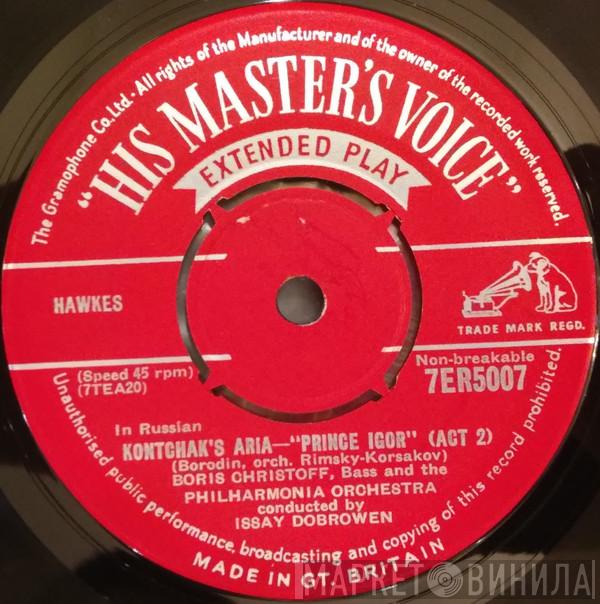 The Gramophone Co. Ltd. - All rights of the Manufacturer and of the owner of the recorded work reserved.
"HIS MASTER'S VOICE"
EXTENDED PLAY
HAWKES
TRADE MARK REGD.
(Speed 45 rpm)
(7TEA20)
Non-breakable
7ER5007
In Russian
KONTCHAK'S ARIA—"PRINCE IGOR" (ACT 2)
(Borodin, orch. Rimsky-Korsakov)
BORIS CHRISTOFF, Bass and the
PHILHARMONIA ORCHESTRA
conducted by
ISSAY DOBROWEN
Unauthorised public performance, broadcasting and copying of this record prohibited.
MADE IN GT. BRITAIN
МАРКЕТ ВИНИЛА